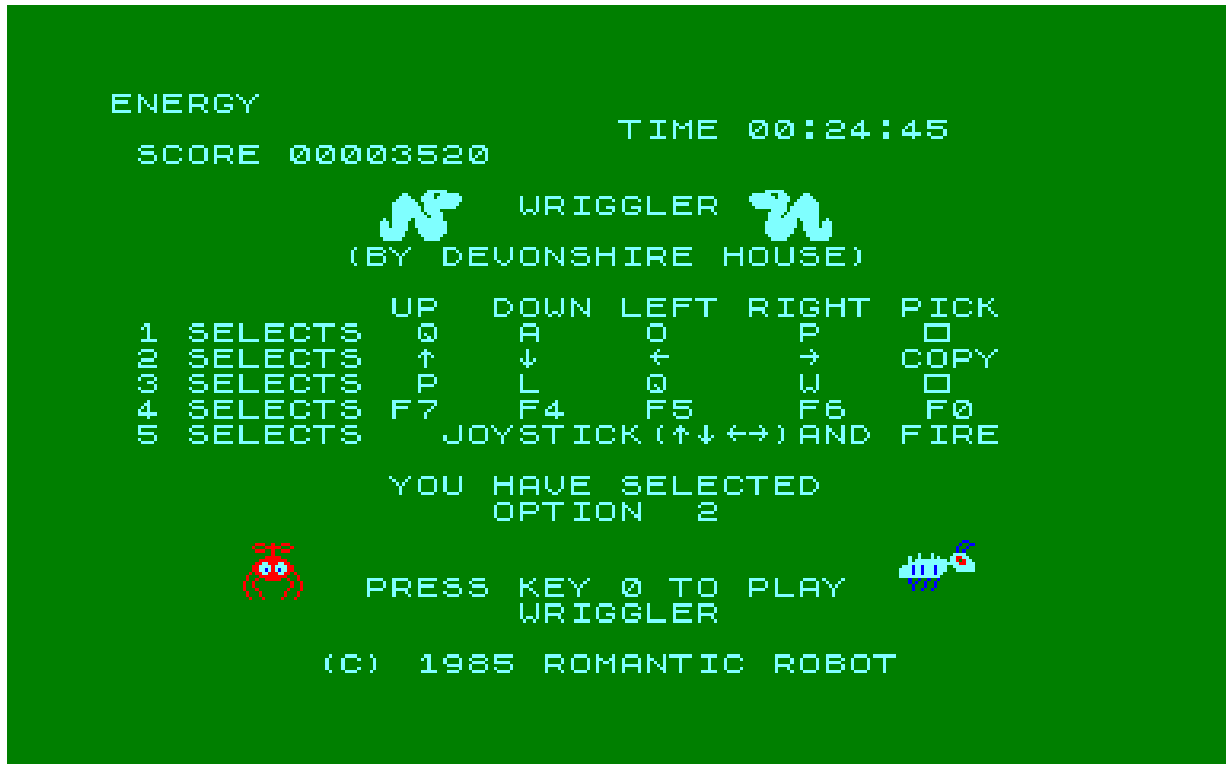 ENERGY
TIME 00:24:45
SCORE 00003520
WRIGGLER
(BY DEVONSHIRE HOUSE)
UP DOWN LEFT RIGHT PICK
1 SELECTS Q A O P □
2 SELECTS ↑ ↓ ← → COPY
3 SELECTS P L Q W □
4 SELECTS F7 F4 F5 F6 F0
5 SELECTS JOYSTICK(↑↓←→)AND FIRE
YOU HAVE SELECTED
OPTION 2
PRESS KEY 0 TO PLAY
WRIGGLER
(C) 1985 ROMANTIC ROBOT